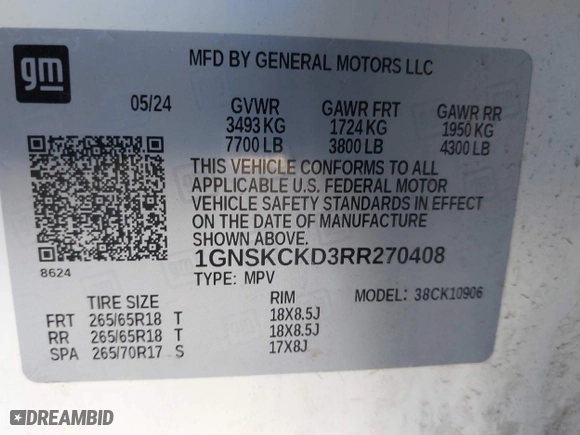 gm
MFD BY GENERAL MOTORS LLC
05/24 GVWR GAWR FRT GAWR RR
3493 KG 1724 KG 1950 KG
7700 LB 3800 LB 4300 LB
THIS VEHICLE CONFORMS TO ALL
APPLICABLE U.S. FEDERAL MOTOR
VEHICLE SAFETY STANDARDS IN EFFECT
ON THE DATE OF MANUFACTURE
SHOWN ABOVE.
8624
1GNSKCKD3RR270408
TYPE: MPV
MODEL: 38CK10906
TIRE SIZE RIM
FRT 265/65R18 T 18X8.5J
RR 265/65R18 T 18X8.5J
SPA 265/70R17 S 17X8J
DREAMBID